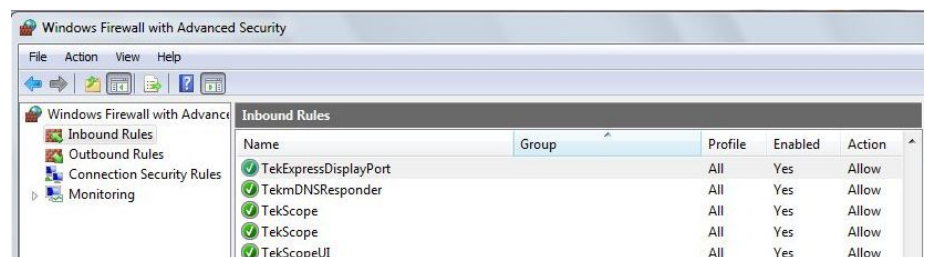 Windows Firewall with Advanced Security
File Action View Help
Windows Firewall with Advance
Inbound Rules
Outbound Rules
Connection Security Rules
Monitoring
Inbound Rules
Name Group Profile Enabled Action
TekExpressDisplayPort All Yes Allow
TekmDNSResponder All Yes Allow
TekScope All Yes Allow
TekScope All Yes Allow
TekScopeUI All Yes Allow